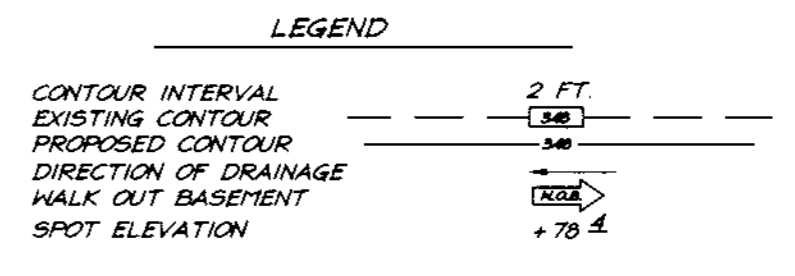 LEGEND
CONTOUR INTERVAL 2 FT.
EXISTING CONTOUR 348
PROPOSED CONTOUR 348
DIRECTION OF DRAINAGE
WALK OUT BASEMENT W.O.B.
SPOT ELEVATION + 78 4